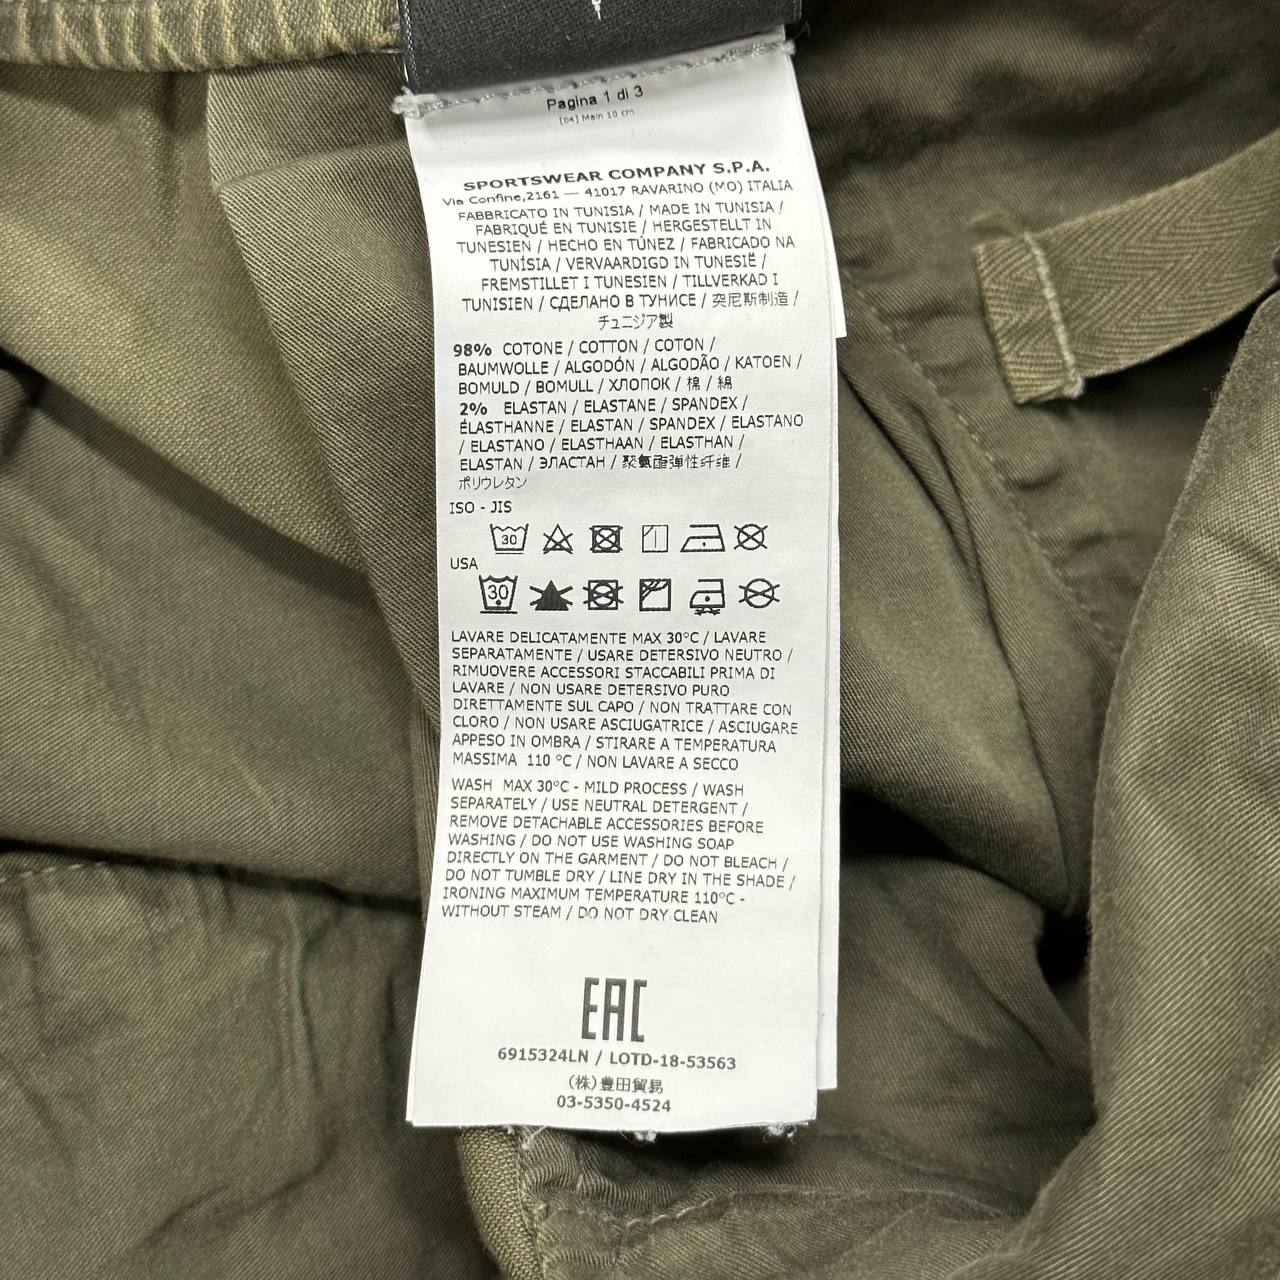 Pagina 1 di 3
[04] Main 10 cm
SPORTSWEAR COMPANY S.P.A.
Via Confine,2161 — 41017 RAVARINO (MO) ITALIA
FABBRICATO IN TUNISIA / MADE IN TUNISIA /
FABRIQUÉ EN TUNISIE / HERGESTELLT IN
TUNESIEN / HECHO EN TÚNEZ / FABRICADO NA
TUNÍSIA / VERVAARDIGD IN TUNESIË /
FREMSTILLET I TUNESIEN / TILLVERKAD I
TUNISIEN / СДЕЛАНО В ТУНИСЕ / 突尼斯制造 /
チュニジア製
98% COTONE / COTTON / COTON /
BAUMWOLLE / ALGODÓN / ALGODÃO / KATOEN /
BOMULD / BOMULL / ХЛОПОК / 棉 / 綿
2% ELASTAN / ELASTANE / SPANDEX /
ÉLASTHANNE / ELASTAN / SPANDEX / ELASTANO
/ ELASTANO / ELASTHAAN / ELASTHAN /
ELASTAN / ЭЛАСТАН / 聚氨酯弹性纤维 /
ポリウレタン
ISO - JIS
30
USA
30
LAVARE DELICATAMENTE MAX 30°C / LAVARE
SEPARATAMENTE / USARE DETERSIVO NEUTRO /
RIMUOVERE ACCESSORI STACCABILI PRIMA DI
LAVARE / NON USARE DETERSIVO PURO
DIRETTAMENTE SUL CAPO / NON TRATTARE CON
CLORO / NON USARE ASCIUGATRICE / ASCIUGARE
APPESO IN OMBRA / STIRARE A TEMPERATURA
MASSIMA 110 °C / NON LAVARE A SECCO
WASH MAX 30°C - MILD PROCESS / WASH
SEPARATELY / USE NEUTRAL DETERGENT /
REMOVE DETACHABLE ACCESSORIES BEFORE
WASHING / DO NOT USE WASHING SOAP
DIRECTLY ON THE GARMENT / DO NOT BLEACH /
DO NOT TUMBLE DRY / LINE DRY IN THE SHADE /
IRONING MAXIMUM TEMPERATURE 110°C -
WITHOUT STEAM / DO NOT DRY CLEAN
EAC
6915324LN / LOTD-18-53563
(株)豊田貿易
03-5350-4524